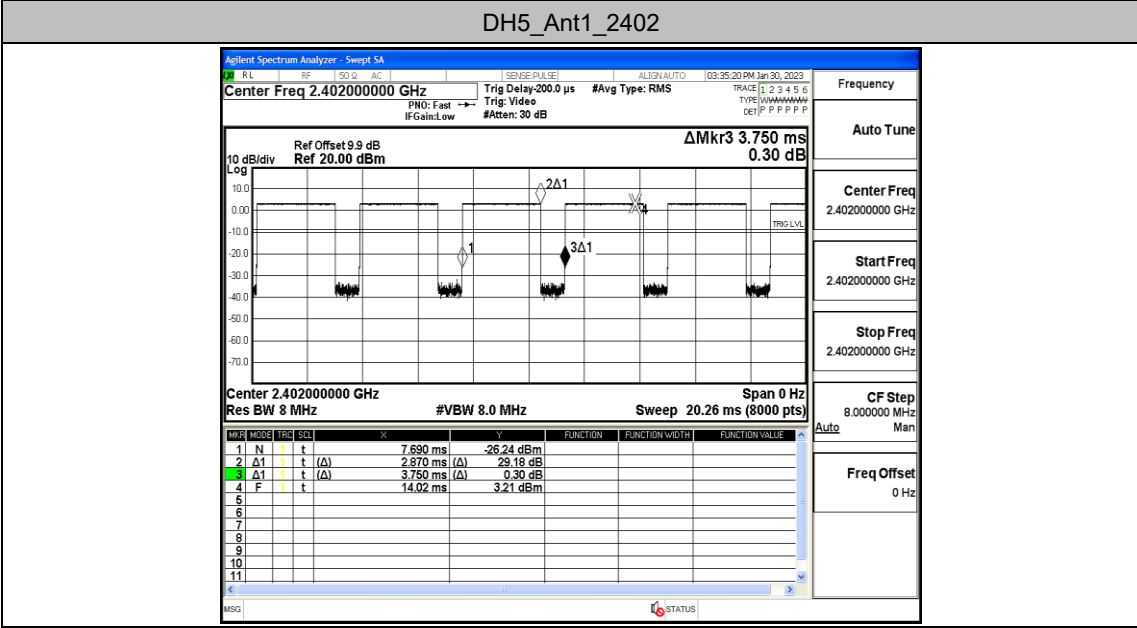 DH5_Ant1_2402
Agilent Spectrum Analyzer - Swept SA
RL RF 50 Ω AC SENSE:PULSE ALIGNAUTO 03:35:20 PM Jan 30, 2023
Center Freq 2.402000000 GHz
PNO: Fast
IFGain:Low
Trig Delay-200.0 µs
Trig: Video
#Atten: 30 dB
#Avg Type: RMS
TRACE 1 2 3 4 5 6
TYPE WWWWWW
DET P P P P P P
Frequency
Auto Tune
Center Freq
2.402000000 GHz
Start Freq
2.402000000 GHz
Stop Freq
2.402000000 GHz
CF Step
8.000000 MHz
Auto Man
Freq Offset
0 Hz
ΔMkr3 3.750 ms
0.30 dB
Ref Offset 9.9 dB
10 dB/div Ref 20.00 dBm
Log
10.0
0.00
-10.0
-20.0
-30.0
-40.0
-50.0
-60.0
-70.0
2Δ1
4
TRIG LVL
1
3Δ1
Center 2.402000000 GHz Span 0 Hz
Res BW 8 MHz #VBW 8.0 MHz Sweep 20.26 ms (8000 pts)
MKR MODE TRC SCL X Y FUNCTION FUNCTION WIDTH FUNCTION VALUE
1 N 1 t 7.690 ms -26.24 dBm
2 Δ1 1 t (Δ) 2.870 ms (Δ) 29.18 dB
3 Δ1 1 t (Δ) 3.750 ms (Δ) 0.30 dB
4 F 1 t 14.02 ms 3.21 dBm
5
6
7
8
9
10
11
MSG STATUS